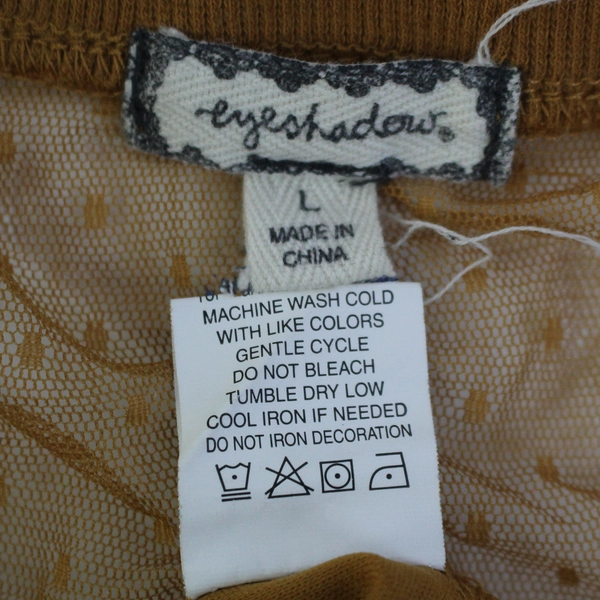 eyeshadow
L
MADE IN
CHINA
MACHINE WASH COLD
WITH LIKE COLORS
GENTLE CYCLE
DO NOT BLEACH
TUMBLE DRY LOW
COOL IRON IF NEEDED
DO NOT IRON DECORATION